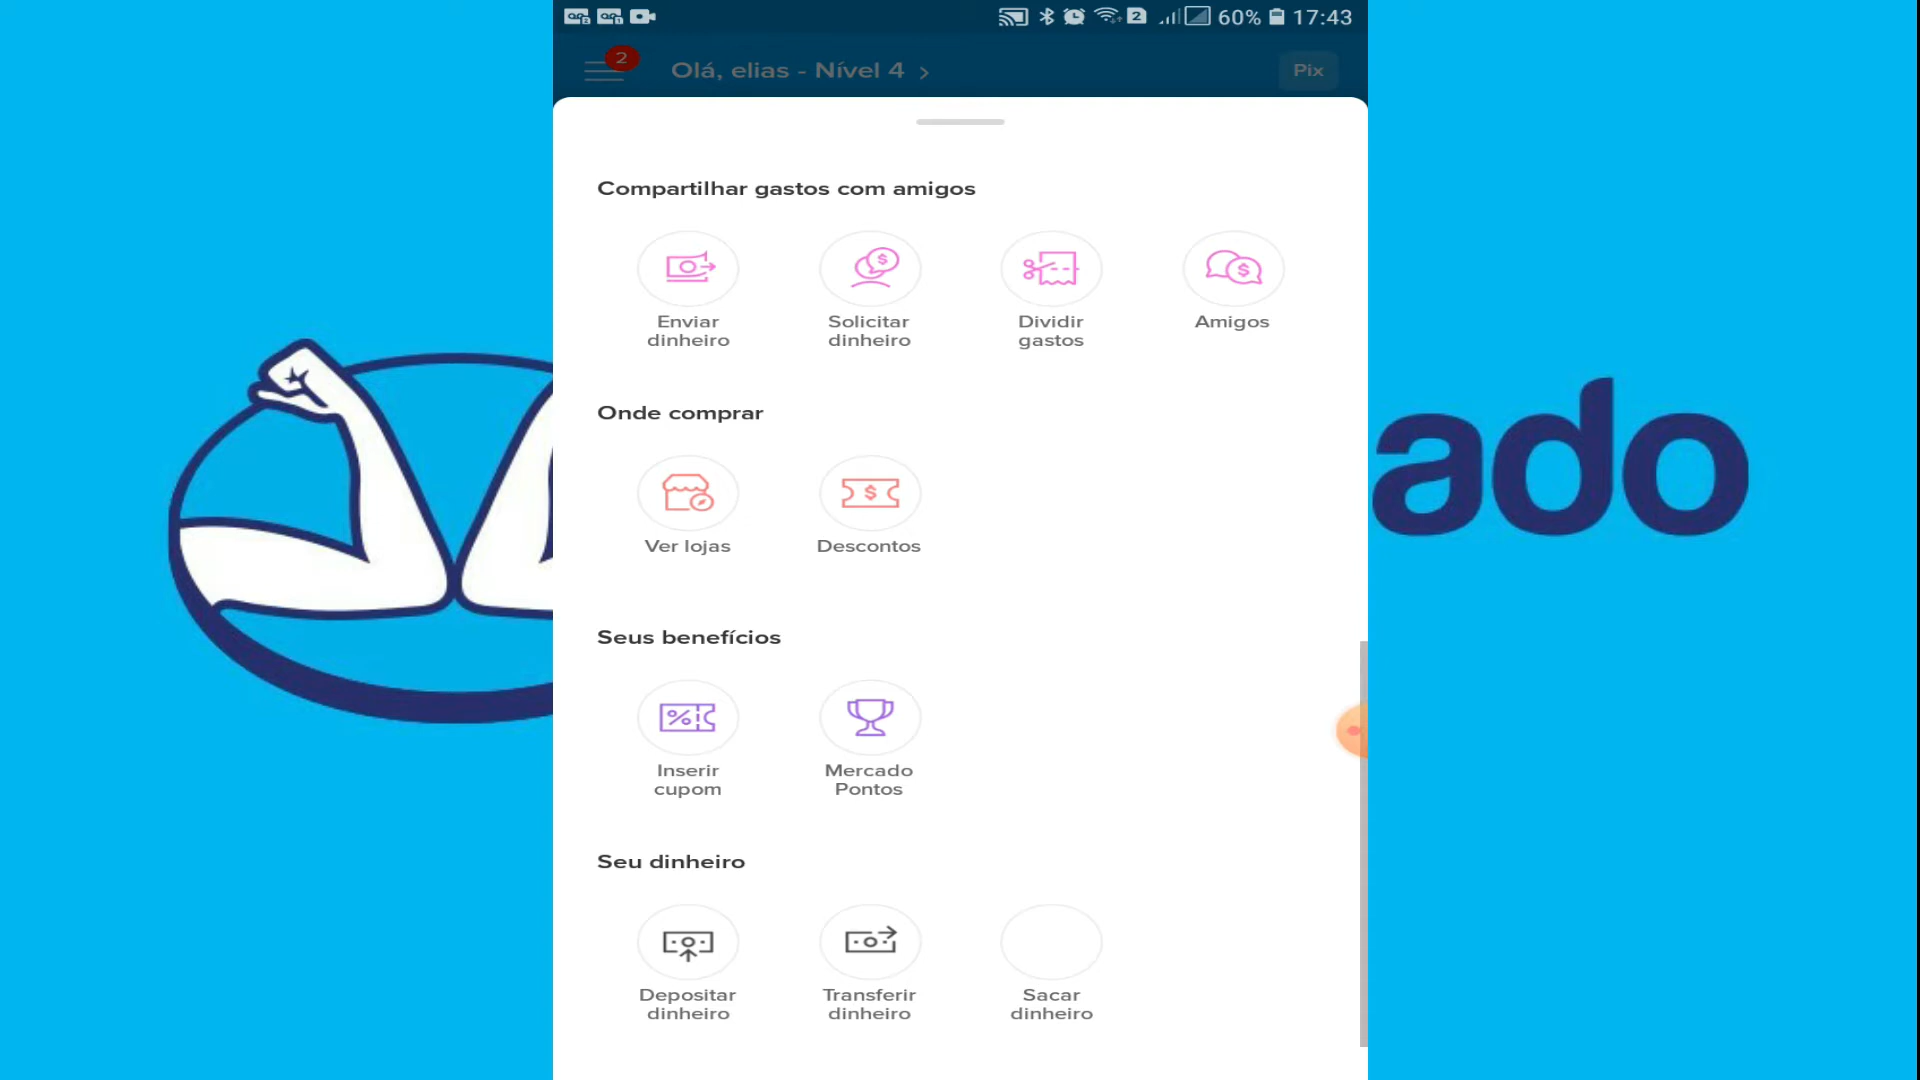 2 60% 17:43
2
Olá, elias - Nível 4 >
Pix
Compartilhar gastos com amigos
Enviar
dinheiro
Solicitar
dinheiro
Dividir
gastos
Amigos
Onde comprar
Ver lojas
Descontos
Seus benefícios
Inserir
cupom
Mercado
Pontos
Seu dinheiro
Depositar
dinheiro
Transferir
dinheiro
Sacar
dinheiro
ado